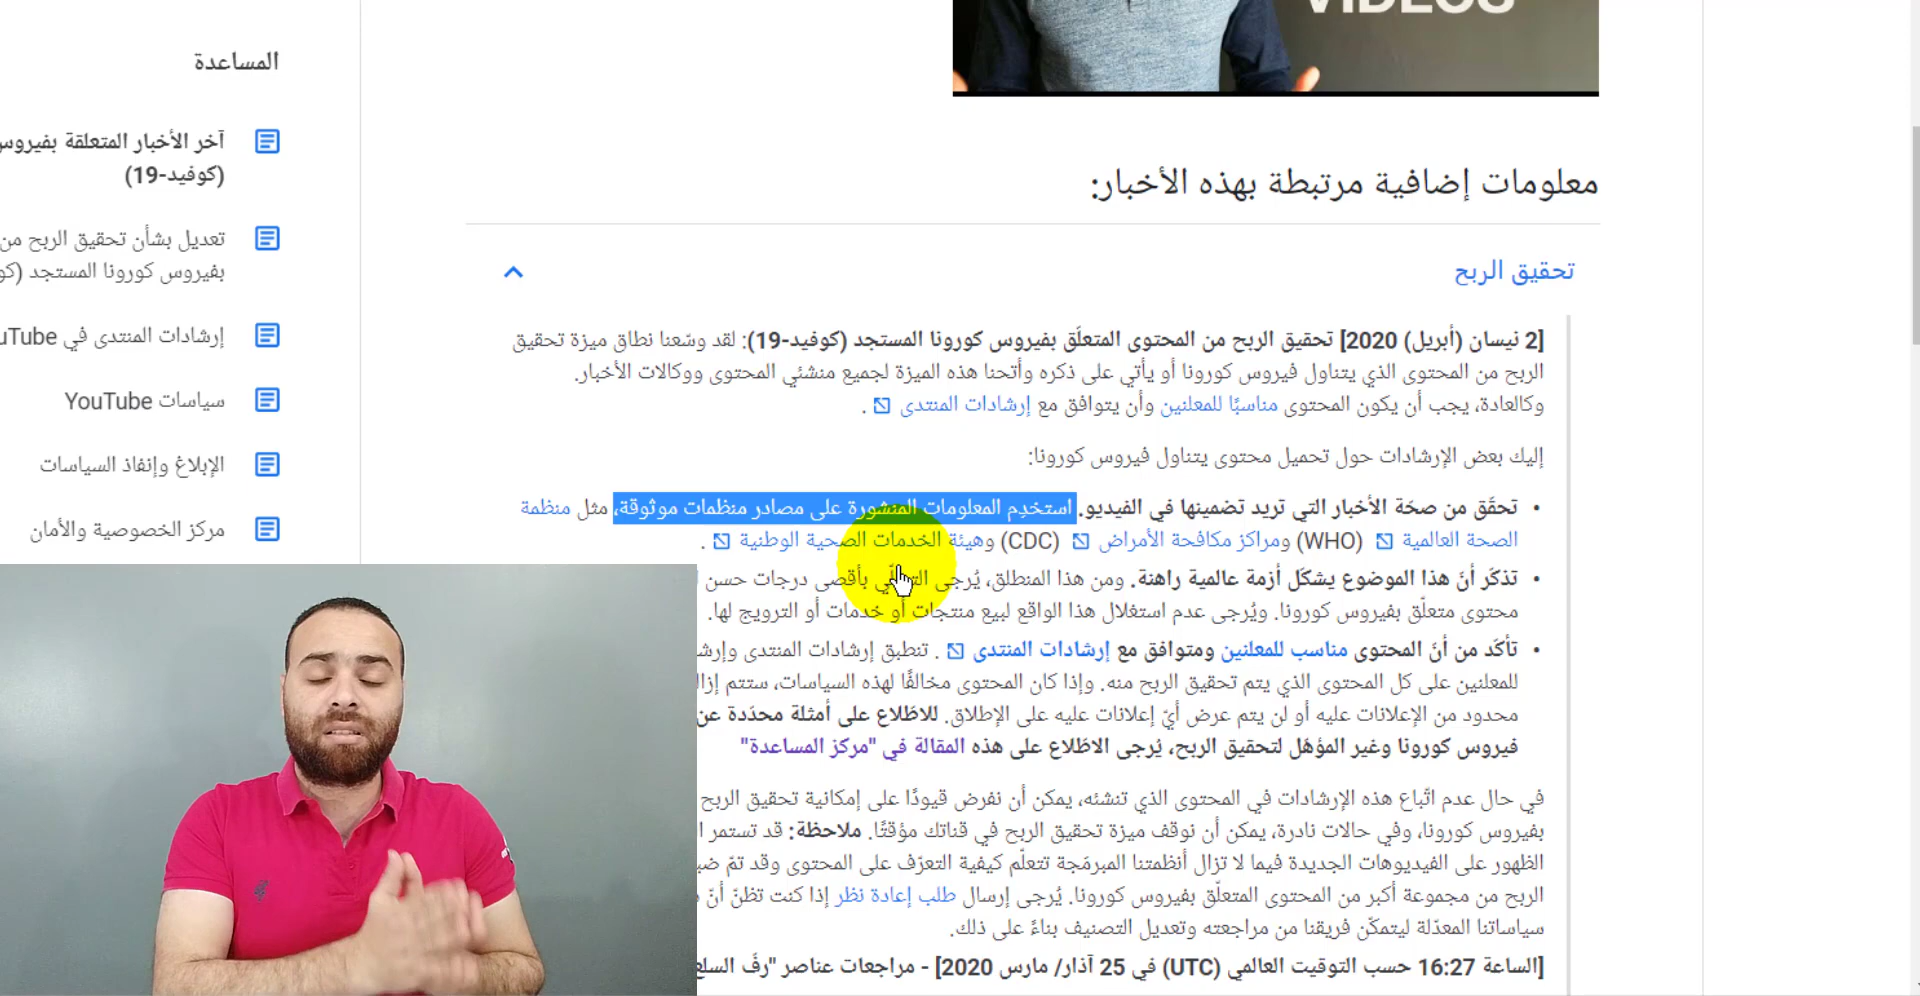 VIDEOS
المساعدة
آخر الأخبار المتعلقة بفيروس
(كوفيد-19)
تعديل بشأن تحقيق الربح من
بفيروس كورونا المستجد (كو
إرشادات المنتدى في uTube
سياسات YouTube
الإبلاغ وإنفاذ السياسات
مركز الخصوصية والأمان
معلومات إضافية مرتبطة بهذه الأخبار:
تحقيق الربح
[2 نيسان (أبريل) 2020] تحقيق الربح من المحتوى المتعلّق بفيروس كورونا المستجد (كوفيد-19): لقد وسّعنا نطاق ميزة تحقيق
الربح من المحتوى الذي يتناول فيروس كورونا أو يأتي على ذكره وأتحنا هذه الميزة لجميع منشئي المحتوى ووكالات الأخبار.
وكالعادة، يجب أن يكون المحتوى مناسبًا للمعلنين وأن يتوافق مع إرشادات المنتدى .
إليك بعض الإرشادات حول تحميل محتوى يتناول فيروس كورونا:
• تحقَّق من صحّة الأخبار التي تريد تضمينها في الفيديو. استخدِم المعلومات المنشورة على مصادر منظمات موثوقة، مثل منظمة
الصحة العالمية (WHO) ومراكز مكافحة الأمراض (CDC) وهيئة الخدمات الصحية الوطنية .
• تذكّر أنّ هذا الموضوع يشكّل أزمة عالمية راهنة. ومن هذا المنطلق، يُرجى التحلّي بأقصى درجات حسن
محتوى متعلّق بفيروس كورونا. ويُرجى عدم استغلال هذا الواقع لبيع منتجات أو خدمات أو الترويج لها.
• تأكّد من أنّ المحتوى مناسب للمعلنين ومتوافق مع إرشادات المنتدى . تنطبق إرشادات المنتدى وإرش
للمعلنين على كل المحتوى الذي يتم تحقيق الربح منه. وإذا كان المحتوى مخالفًا لهذه السياسات، ستتم إزا
محدود من الإعلانات عليه أو لن يتم عرض أيّ إعلانات عليه على الإطلاق. للاطّلاع على أمثلة محدّدة عن
فيروس كورونا وغير المؤهّل لتحقيق الربح، يُرجى الاطّلاع على هذه المقالة في "مركز المساعدة"
في حال عدم اتّباع هذه الإرشادات في المحتوى الذي تنشئه، يمكن أن نفرض قيودًا على إمكانية تحقيق الربح
بفيروس كورونا، وفي حالات نادرة، يمكن أن نوقف ميزة تحقيق الربح في قناتك مؤقتًا. ملاحظة: قد تستمر ا
الظهور على الفيديوهات الجديدة فيما لا تزال أنظمتنا المبرمَجة تتعلّم كيفية التعرّف على المحتوى وقد تمّ ضب
الربح من مجموعة أكبر من المحتوى المتعلّق بفيروس كورونا. يُرجى إرسال طلب إعادة نظر إذا كنت تظنّ أنّ
سياساتنا المعدّلة ليتمكّن فريقنا من مراجعته وتعديل التصنيف بناءً على ذلك.
[الساعة 16:27 حسب التوقيت العالمي (UTC) في 25 آذار/ مارس 2020] - مراجعات عناصر "رفّ السلع